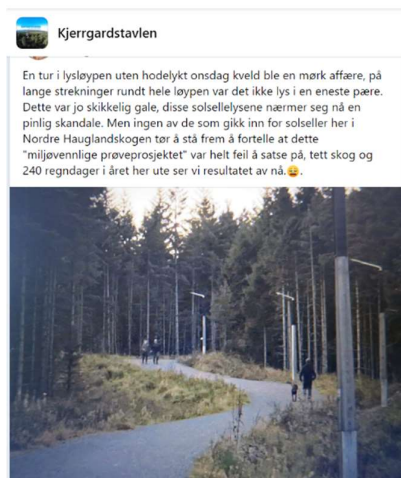 Kjerrgardstavlen
En tur i lysløypen uten hodelykt onsdag kveld ble en mørk affære, på
lange strekninger rundt hele løypen var det ikke lys i en eneste pære.
Dette var jo skikkelig gale, disse solsellelysene nærmer seg nå en
pinlig skandale. Men ingen av de som gikk inn for solseller her i
Nordre Hauglandskogen tør å stå frem å fortelle at dette
"miljøvennlige prøveprosjektet" var helt feil å satse på, tett skog og
240 regndager i året her ute ser vi resultatet av nå.😄.